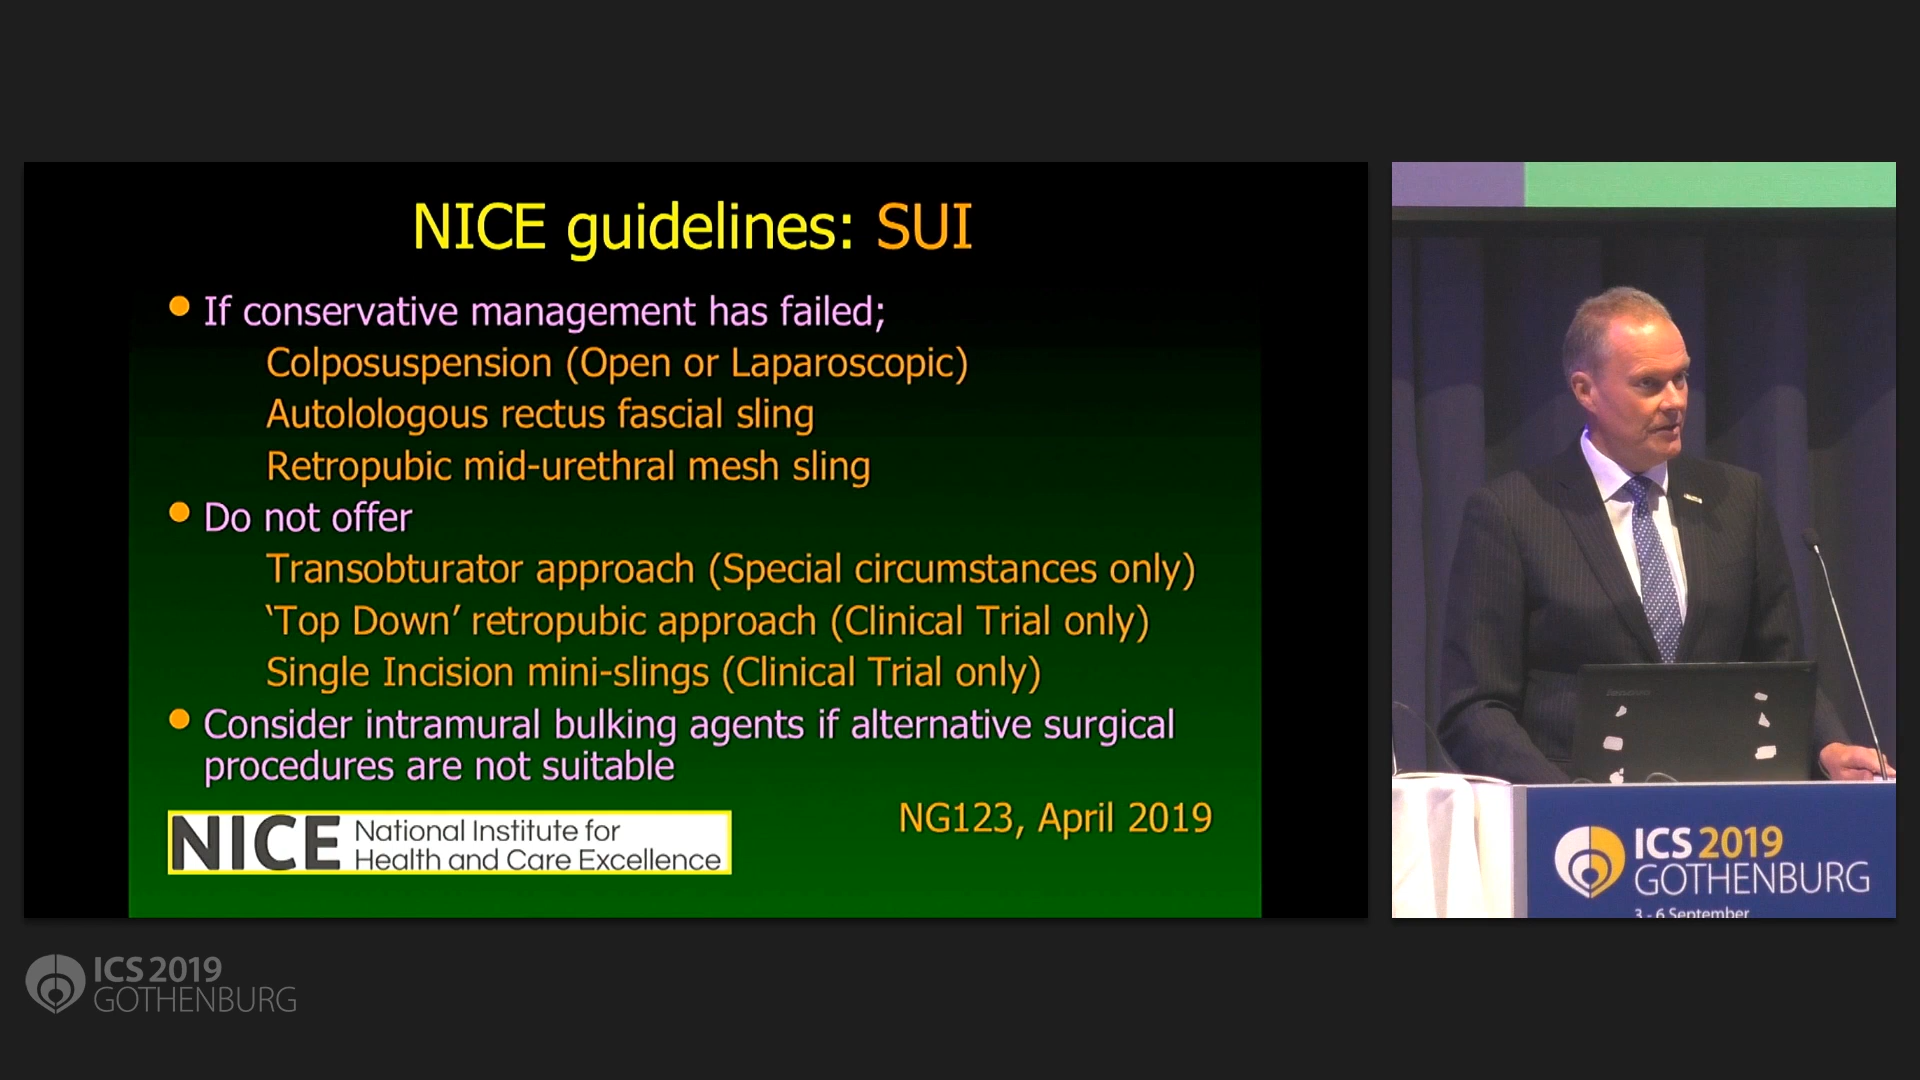 NICE guidelines: SUI
If conservative management has failed;
Colposuspension (Open or Laparoscopic)
Autolologous rectus fascial sling
Retropubic mid-urethral mesh sling
Do not offer
Transobturator approach (Special circumstances only)
‘Top Down’ retropubic approach (Clinical Trial only)
Single Incision mini-slings (Clinical Trial only)
Consider intramural bulking agents if alternative surgical
procedures are not suitable
NG123, April 2019
NICE National Institute for
Health and Care Excellence
ICS 2019
GOTHENBURG
3 - 6 September
ICS 2019
GOTHENBURG